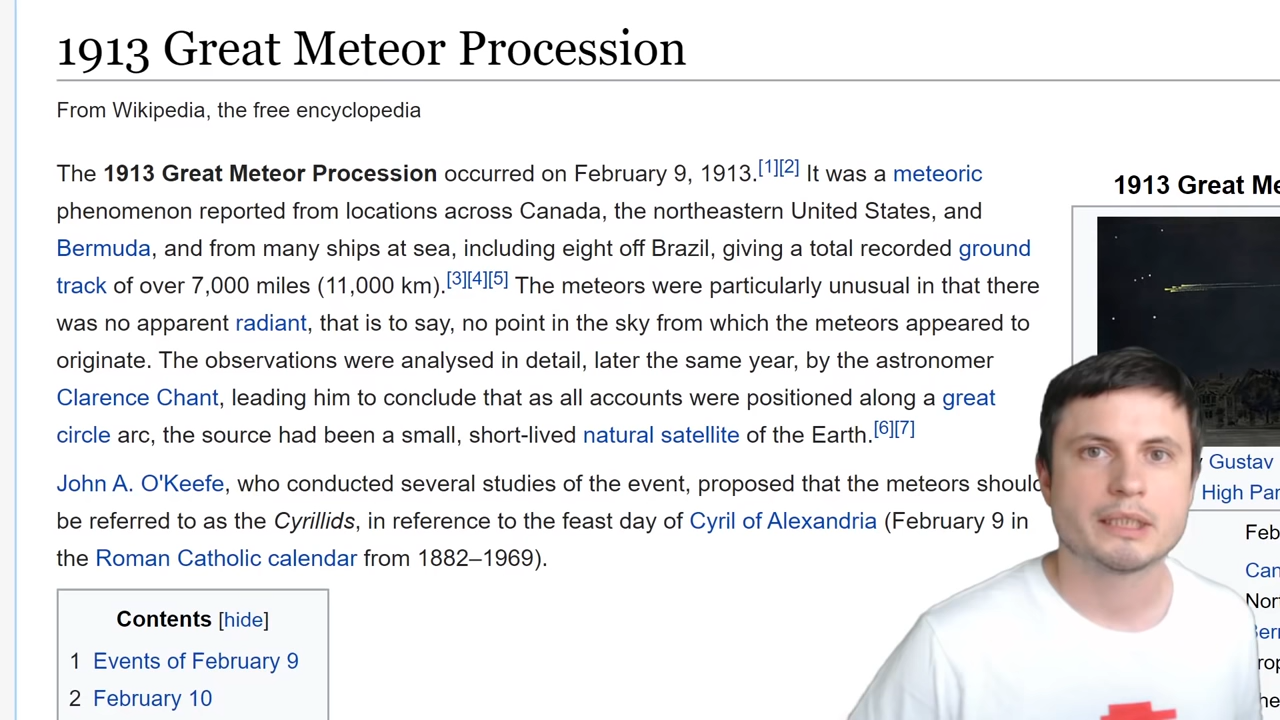 1913 Great Meteor Procession
From Wikipedia, the free encyclopedia
The 1913 Great Meteor Procession occurred on February 9, 1913.[1][2] It was a meteoric
phenomenon reported from locations across Canada, the northeastern United States, and
Bermuda, and from many ships at sea, including eight off Brazil, giving a total recorded ground
track of over 7,000 miles (11,000 km).[3][4][5] The meteors were particularly unusual in that there
was no apparent radiant, that is to say, no point in the sky from which the meteors appeared to
originate. The observations were analysed in detail, later the same year, by the astronomer
Clarence Chant, leading him to conclude that as all accounts were positioned along a great
circle arc, the source had been a small, short-lived natural satellite of the Earth.[6][7]
John A. O'Keefe, who conducted several studies of the event, proposed that the meteors should
be referred to as the Cyrillids, in reference to the feast day of Cyril of Alexandria (February 9 in
the Roman Catholic calendar from 1882–1969).
Contents [hide]
1 Events of February 9
2 February 10
1913 Great Me
Gustav
High Par
Feb
Can
Nor